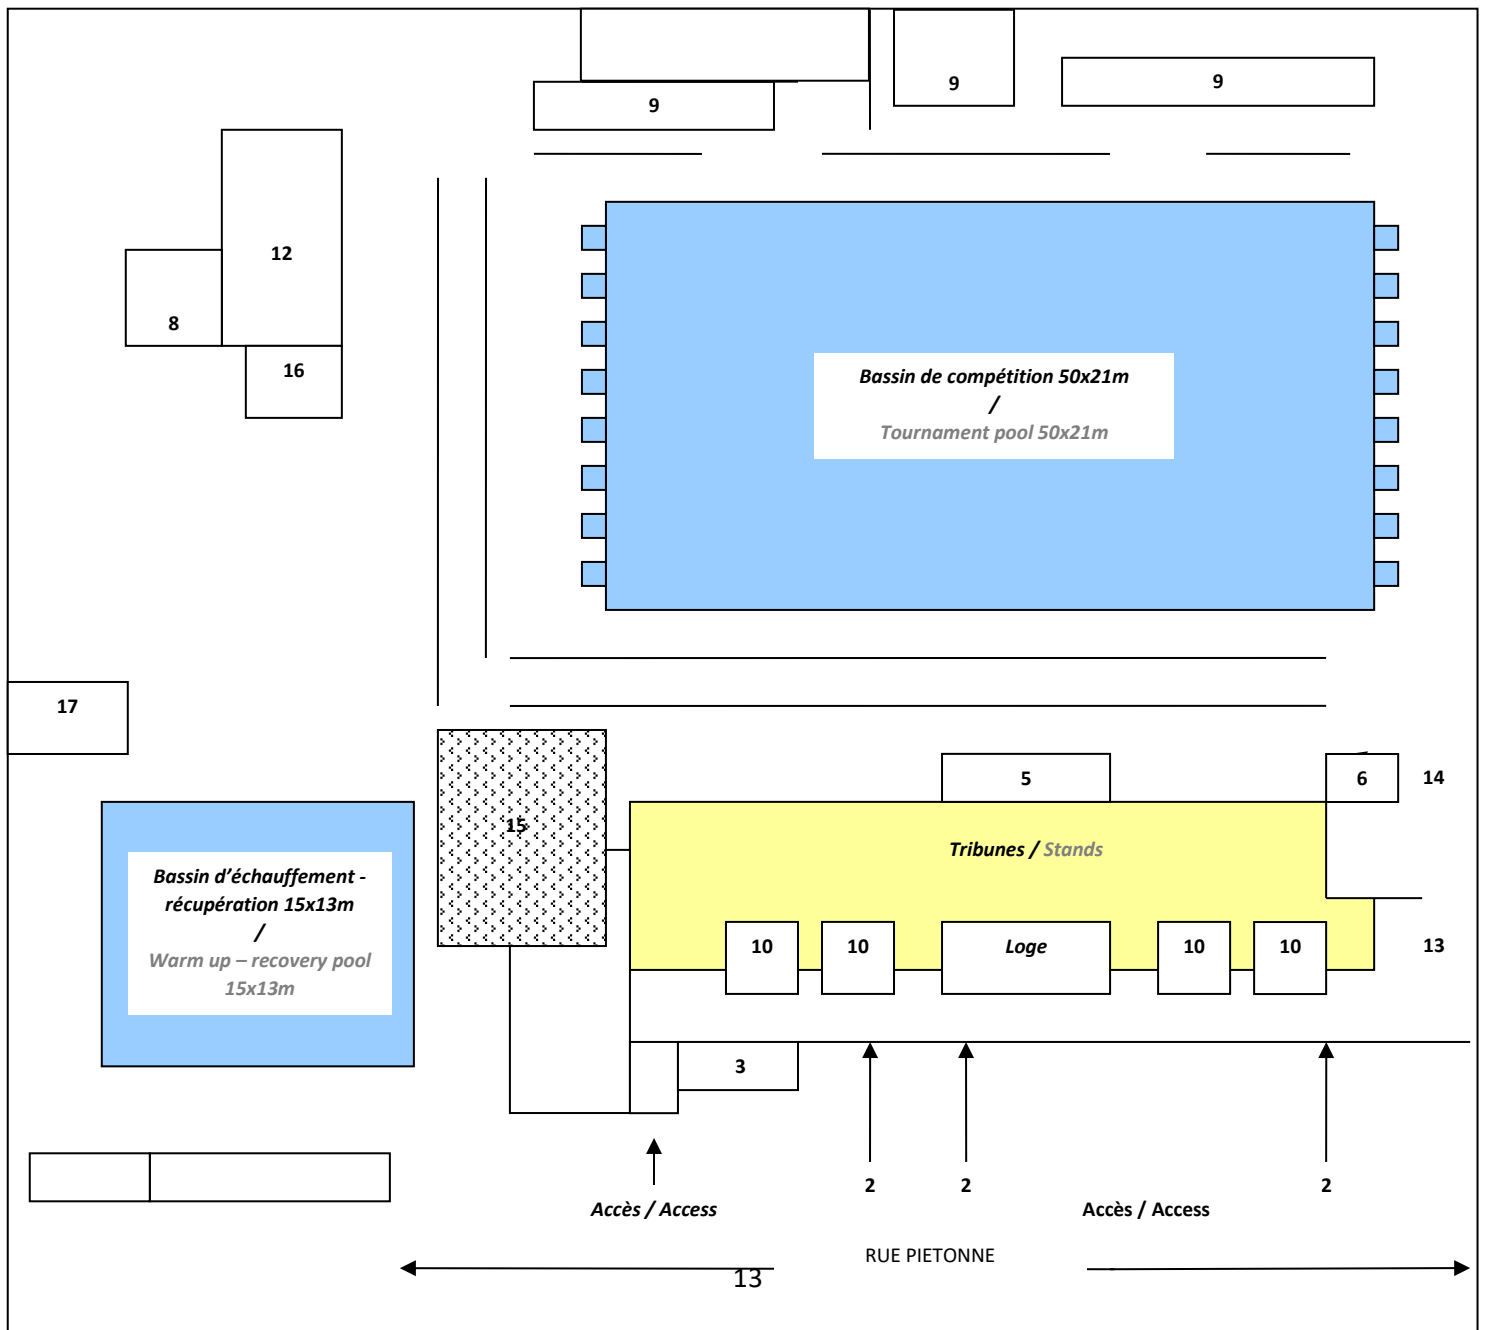 9
9
9
12
8
16
Bassin de compétition 50x21m
/
Tournament pool 50x21m
17
5
6
14
15
Tribunes / Stands
Bassin d'échauffement -
récupération 15x13m
/
Warm up – recovery pool
15x13m
10
10
Loge
10
10
13
3
2
2
2
Accès / Access
Accès / Access
RUE PIETONNE
13